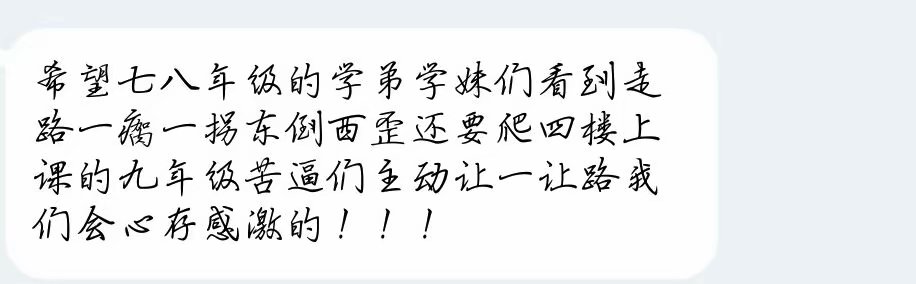 希望七八年级的学弟学妹们看到走
路一瘸一拐东倒西歪还要爬四楼上
课的九年级苦逼们主动让一让路我
们会心存感激的！！！